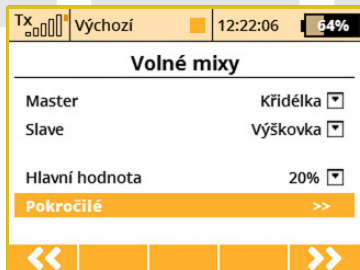 Tx Výchozí 12:22:06 64%
Volné mixy
Master Křidélka
Slave Výškovka
Hlavní hodnota 20%
Pokročilé >>